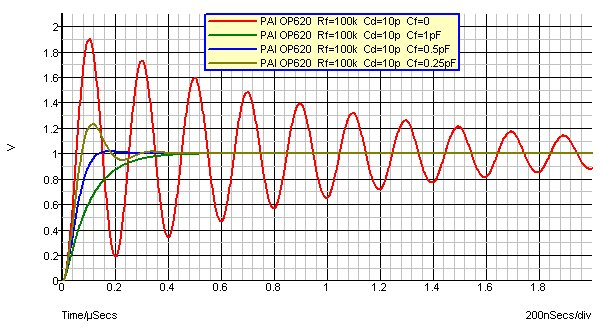 PAI OP620 Rf=100k Cd=10p Cf=0
PAI OP620 Rf=100k Cd=10p Cf=1pF
PAI OP620 Rf=100k Cd=10p Cf=0.5pF
PAI OP620 Rf=100k Cd=10p Cf=0.25pF
2
1.8
1.6
1.4
1.2
V
1
0.8
0.6
0.4
0.2
0
0 0.2 0.4 0.6 0.8 1 1.2 1.4 1.6 1.8
Time/µSecs 200nSecs/div